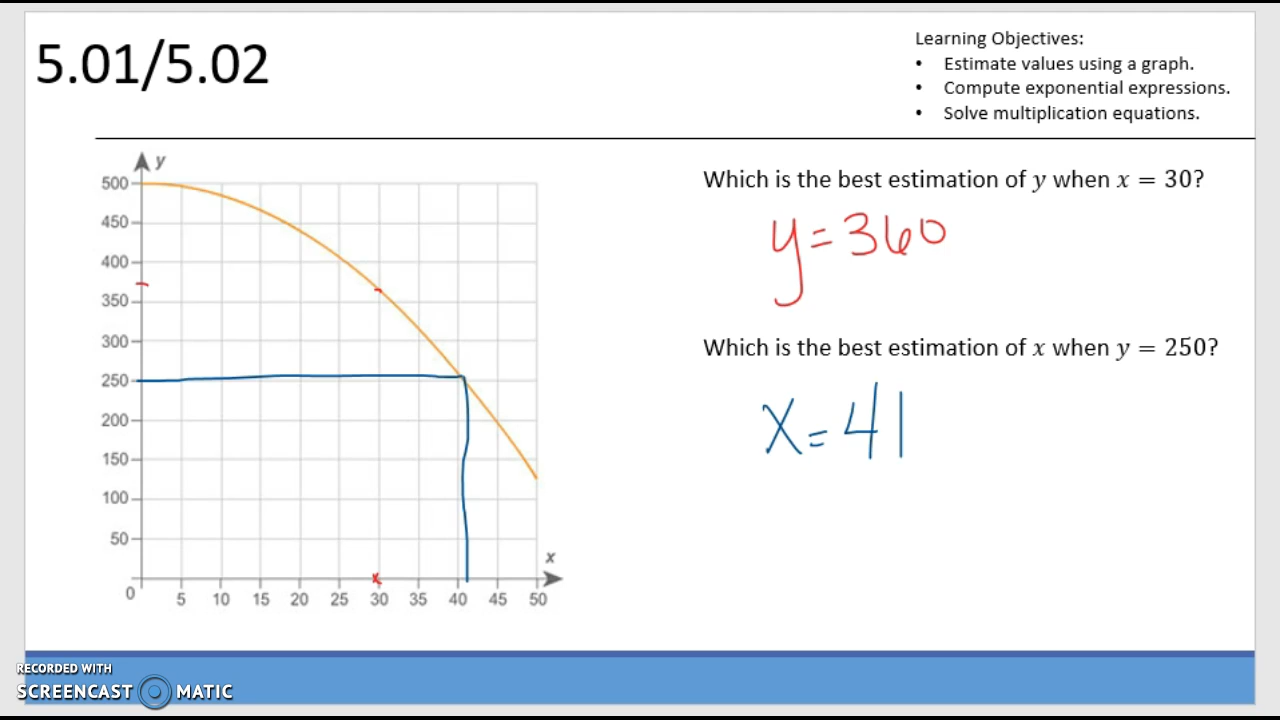 5.01/5.02
Learning Objectives:
• Estimate values using a graph.
• Compute exponential expressions.
• Solve multiplication equations.
y
500
450
400
350
300
250
200
150
100
50
0
5 10 15 20 25 30 35 40 45 50
x
x
Which is the best estimation of y when x = 30?
y = 360
Which is the best estimation of x when y = 250?
x = 41
RECORDED WITH
SCREENCAST MATIC